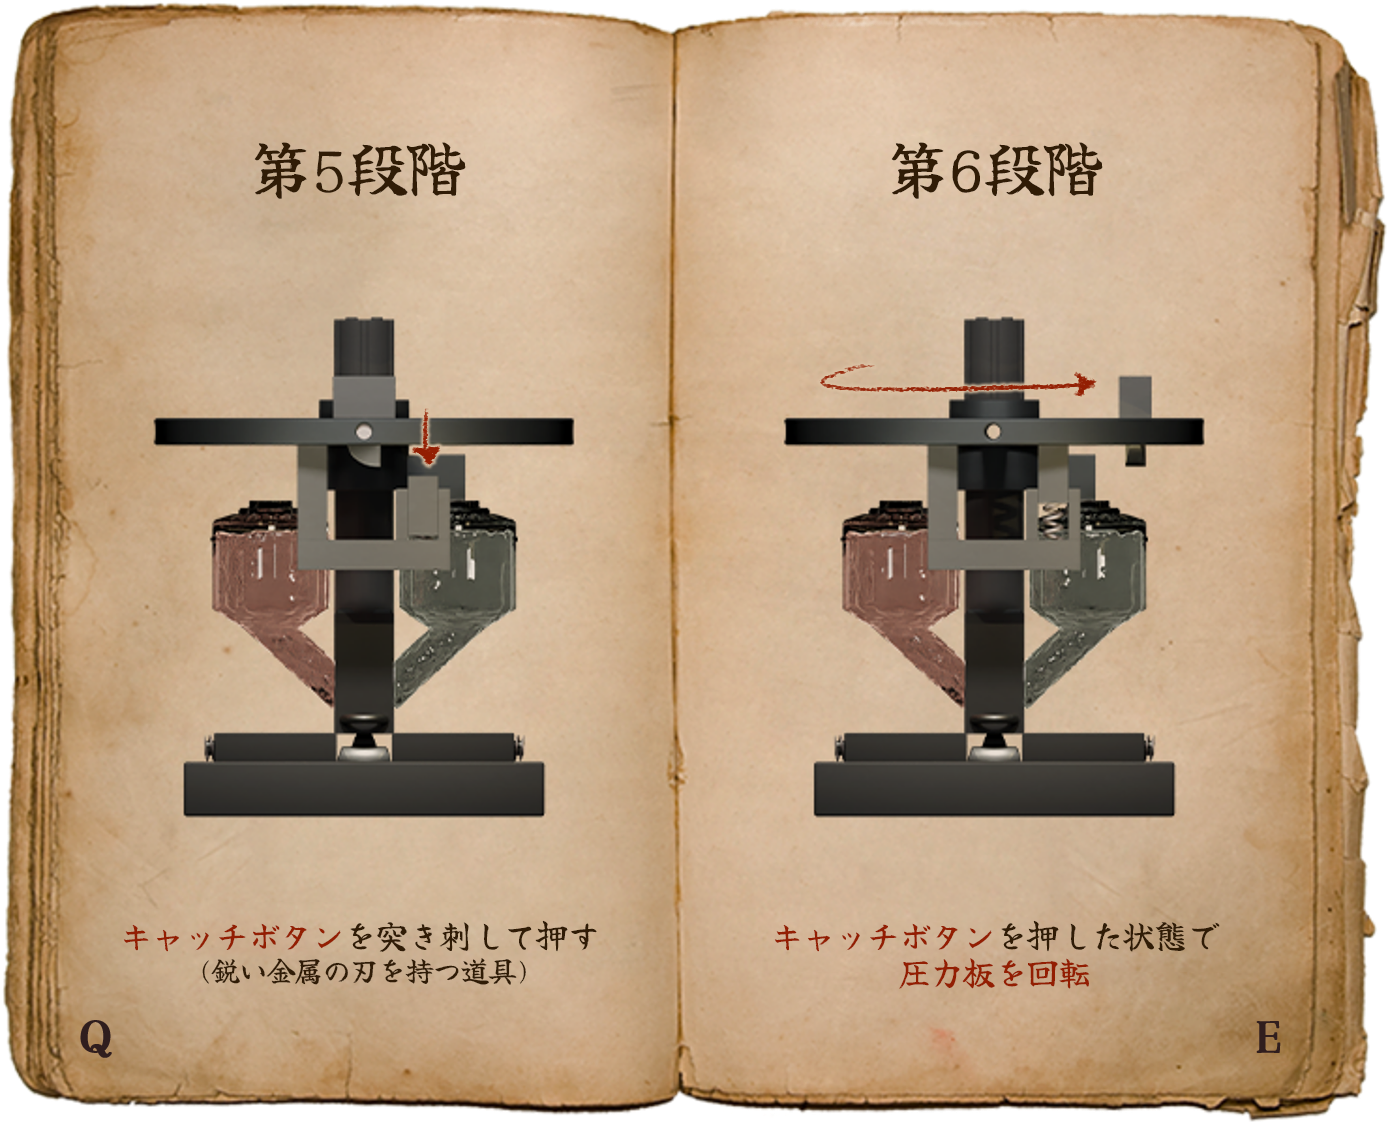 第5段階
キャッチボタンを突き刺して押す
(鋭い金属の刃を持つ道具)
Q
第6段階
キャッチボタンを押した状態で
圧力板を回転
E